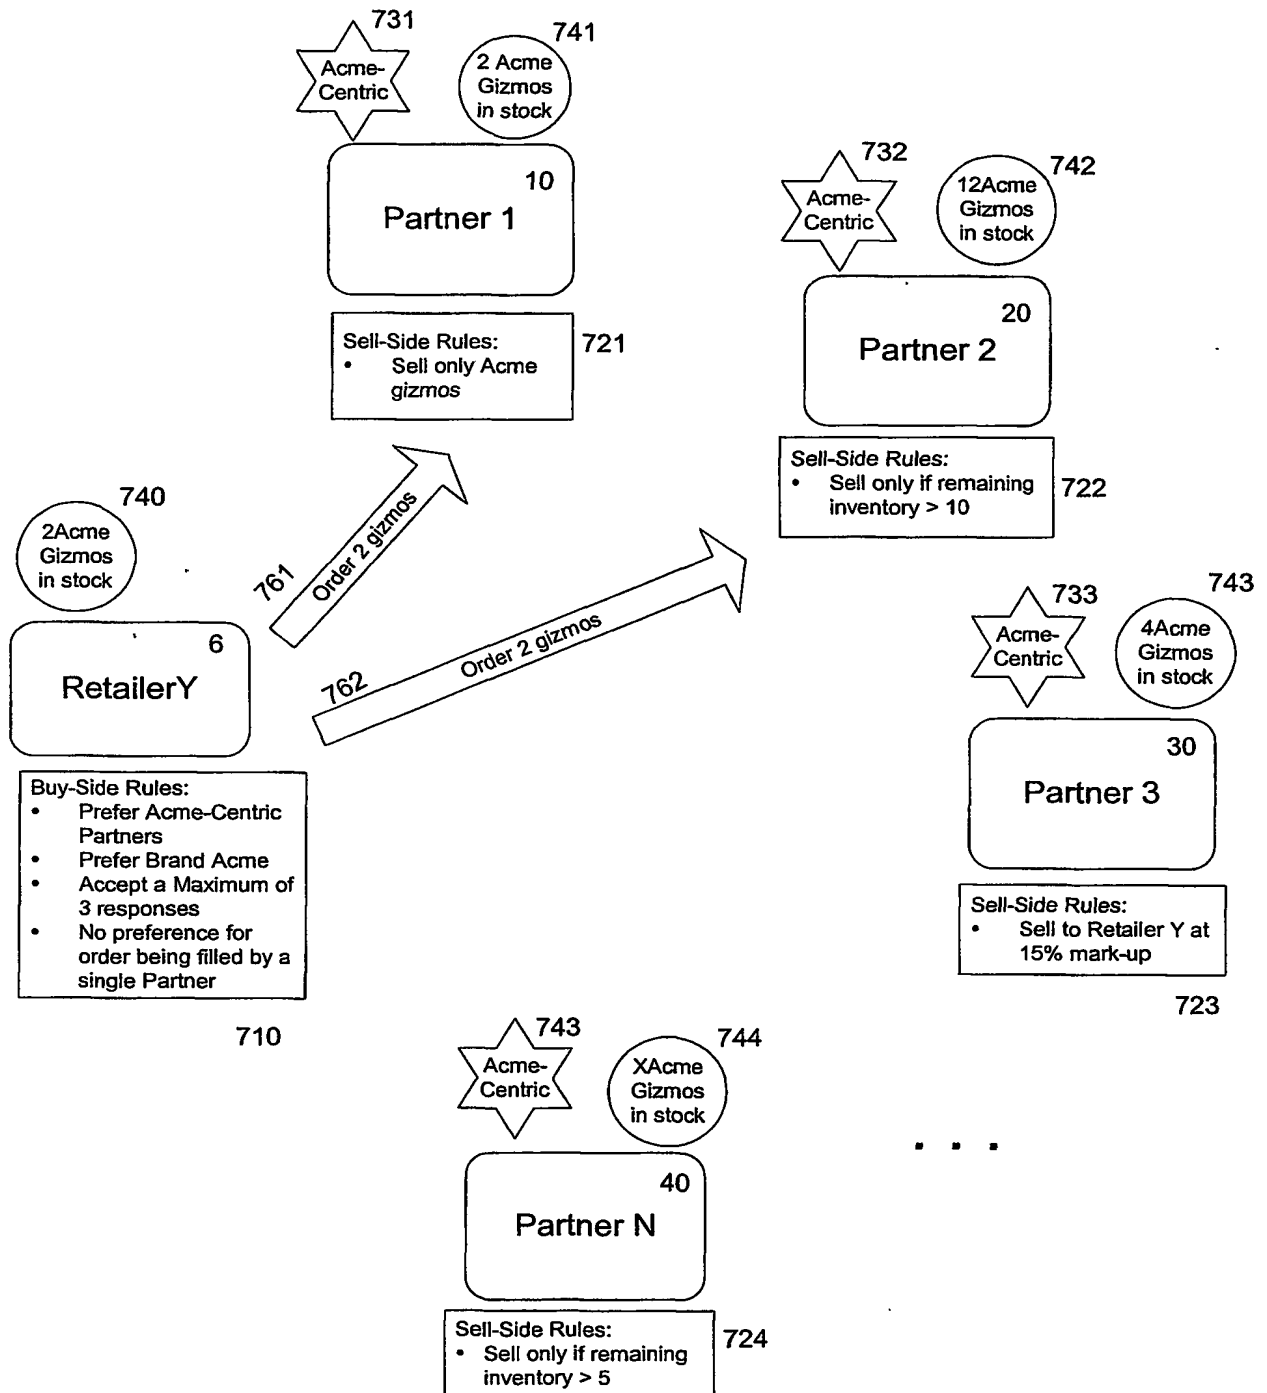 731
Acme-
Centric
741
2 Acme
Gizmos
in stock
10
Partner 1
Sell-Side Rules:
• Sell only Acme
gizmos
721
732
Acme-
Centric
742
12Acme
Gizmos
in stock
20
Partner 2
Sell-Side Rules:
• Sell only if remaining
inventory > 10
722
740
2Acme
Gizmos
in stock
6
RetailerY
Buy-Side Rules:
• Prefer Acme-Centric
Partners
• Prefer Brand Acme
• Accept a Maximum of
3 responses
• No preference for
order being filled by a
single Partner
710
761
Order 2 gizmos
762
Order 2 gizmos
733
Acme-
Centric
743
4Acme
Gizmos
in stock
30
Partner 3
Sell-Side Rules:
• Sell to Retailer Y at
15% mark-up
723
743
Acme-
Centric
744
XAcme
Gizmos
in stock
40
Partner N
Sell-Side Rules:
• Sell only if remaining
inventory > 5
724
. . .